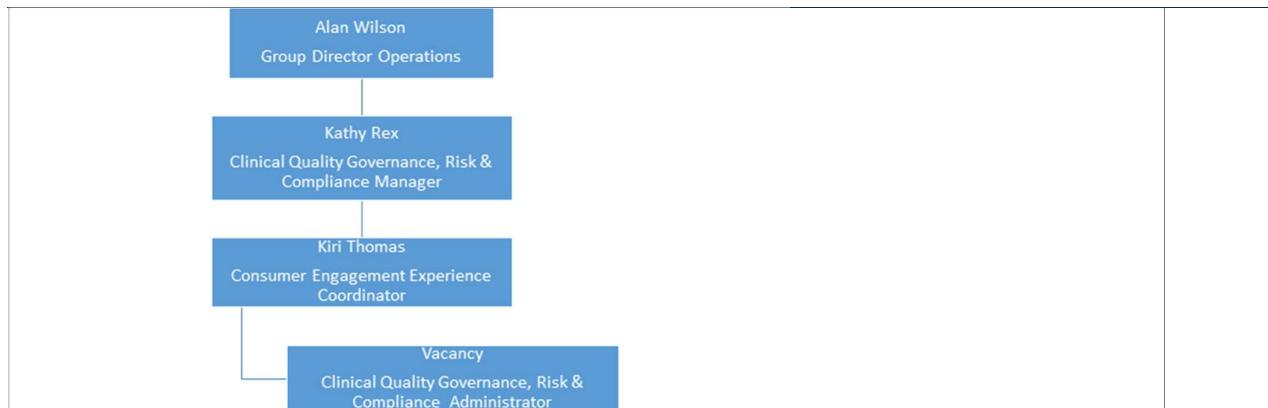 Alan Wilson
Group Director Operations
Kathy Rex
Clinical Quality Governance, Risk &
Compliance Manager
Kiri Thomas
Consumer Engagement Experience
Coordinator
Vacancy
Clinical Quality Governance, Risk &
Compliance Administrator